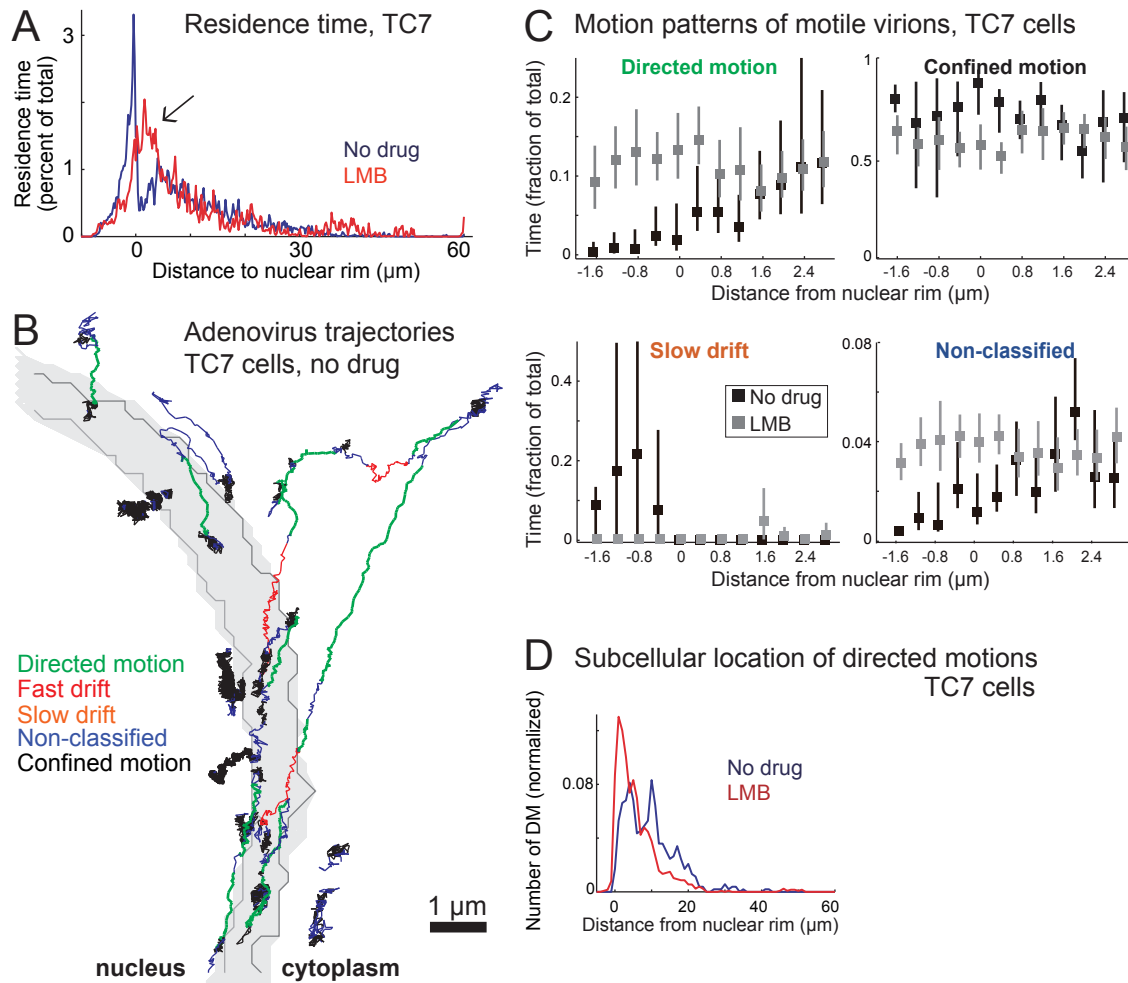 A Residence time, TC7
Residence time
(percent of total)
3
1
0
No drug
LMB
0 30 60
Distance to nuclear rim (µm)
B Adenovirus trajectories
TC7 cells, no drug
Directed motion
Fast drift
Slow drift
Non-classified
Confined motion
1 µm
nucleus cytoplasm
C Motion patterns of motile virions, TC7 cells
Directed motion
Time (fraction of total)
0.2
0.1
0
-1.6 -0.8 0 0.8 1.6 2.4
Confined motion
1
0.5
0
-1.6 -0.8 0 0.8 1.6 2.4
Distance from nuclear rim (µm)
Slow drift
Time (fraction of total)
0.4
0.2
0
No drug
LMB
-1.6 -0.8 0 0.8 1.6 2.4
Non-classified
0.08
0.04
0
-1.6 -0.8 0 0.8 1.6 2.4
Distance from nuclear rim (µm)
D Subcellular location of directed motions
TC7 cells
Number of DM (normalized)
0.08
0
No drug
LMB
0 20 40 60
Distance from nuclear rim (µm)